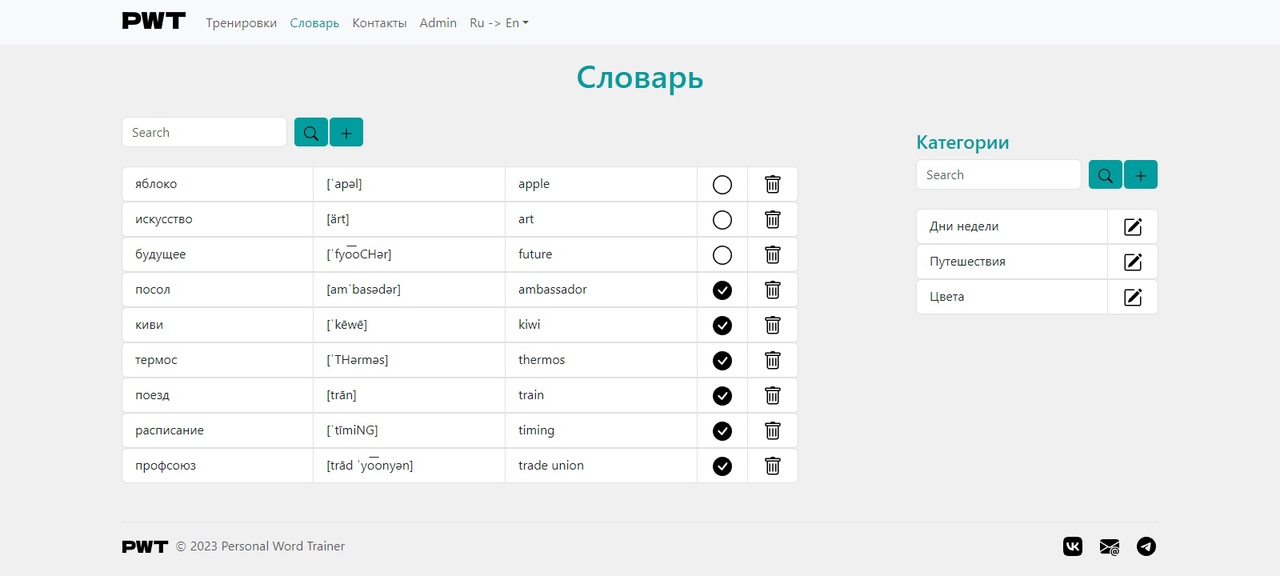 PWT Тренировки Словарь Контакты Admin Ru -> En
Словарь
Search
яблоко [ˈapəl] apple
искусство [ärt] art
будущее [ˈfyo͞oCHər] future
посол [amˈbasədər] ambassador
киви [ˈkēwē] kiwi
термос [ˈTHərməs] thermos
поезд [trān] train
расписание [ˈtīmiNG] timing
профсоюз [trād ˈyo͞onyən] trade union
Категории
Search
Дни недели
Путешествия
Цвета
PWT © 2023 Personal Word Trainer